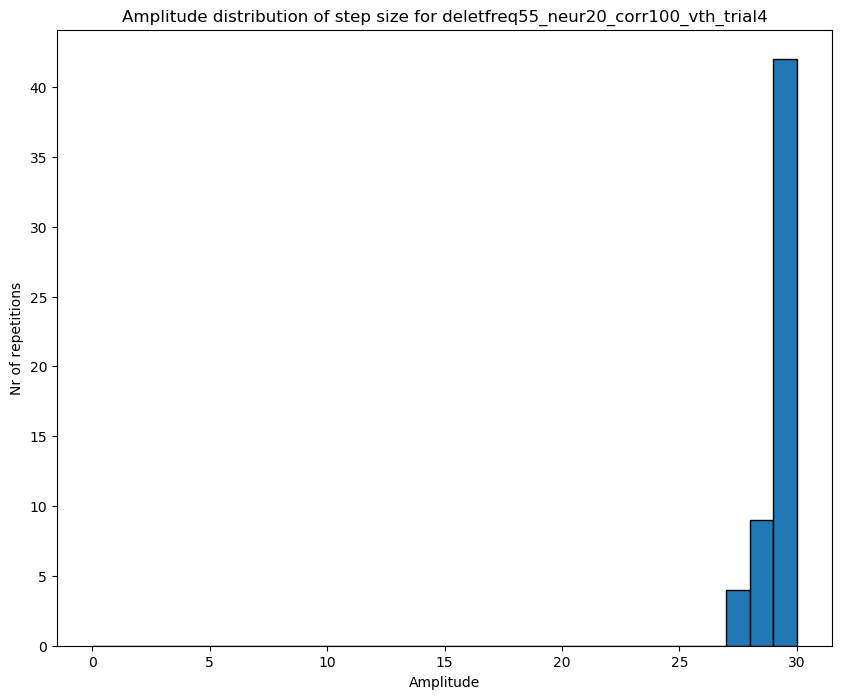 Amplitude distribution of step size for deletfreq55_neur20_corr100_vth_trial4
Nr of repetitions
40
35
30
25
20
15
10
5
0
0 5 10 15 20 25 30
Amplitude